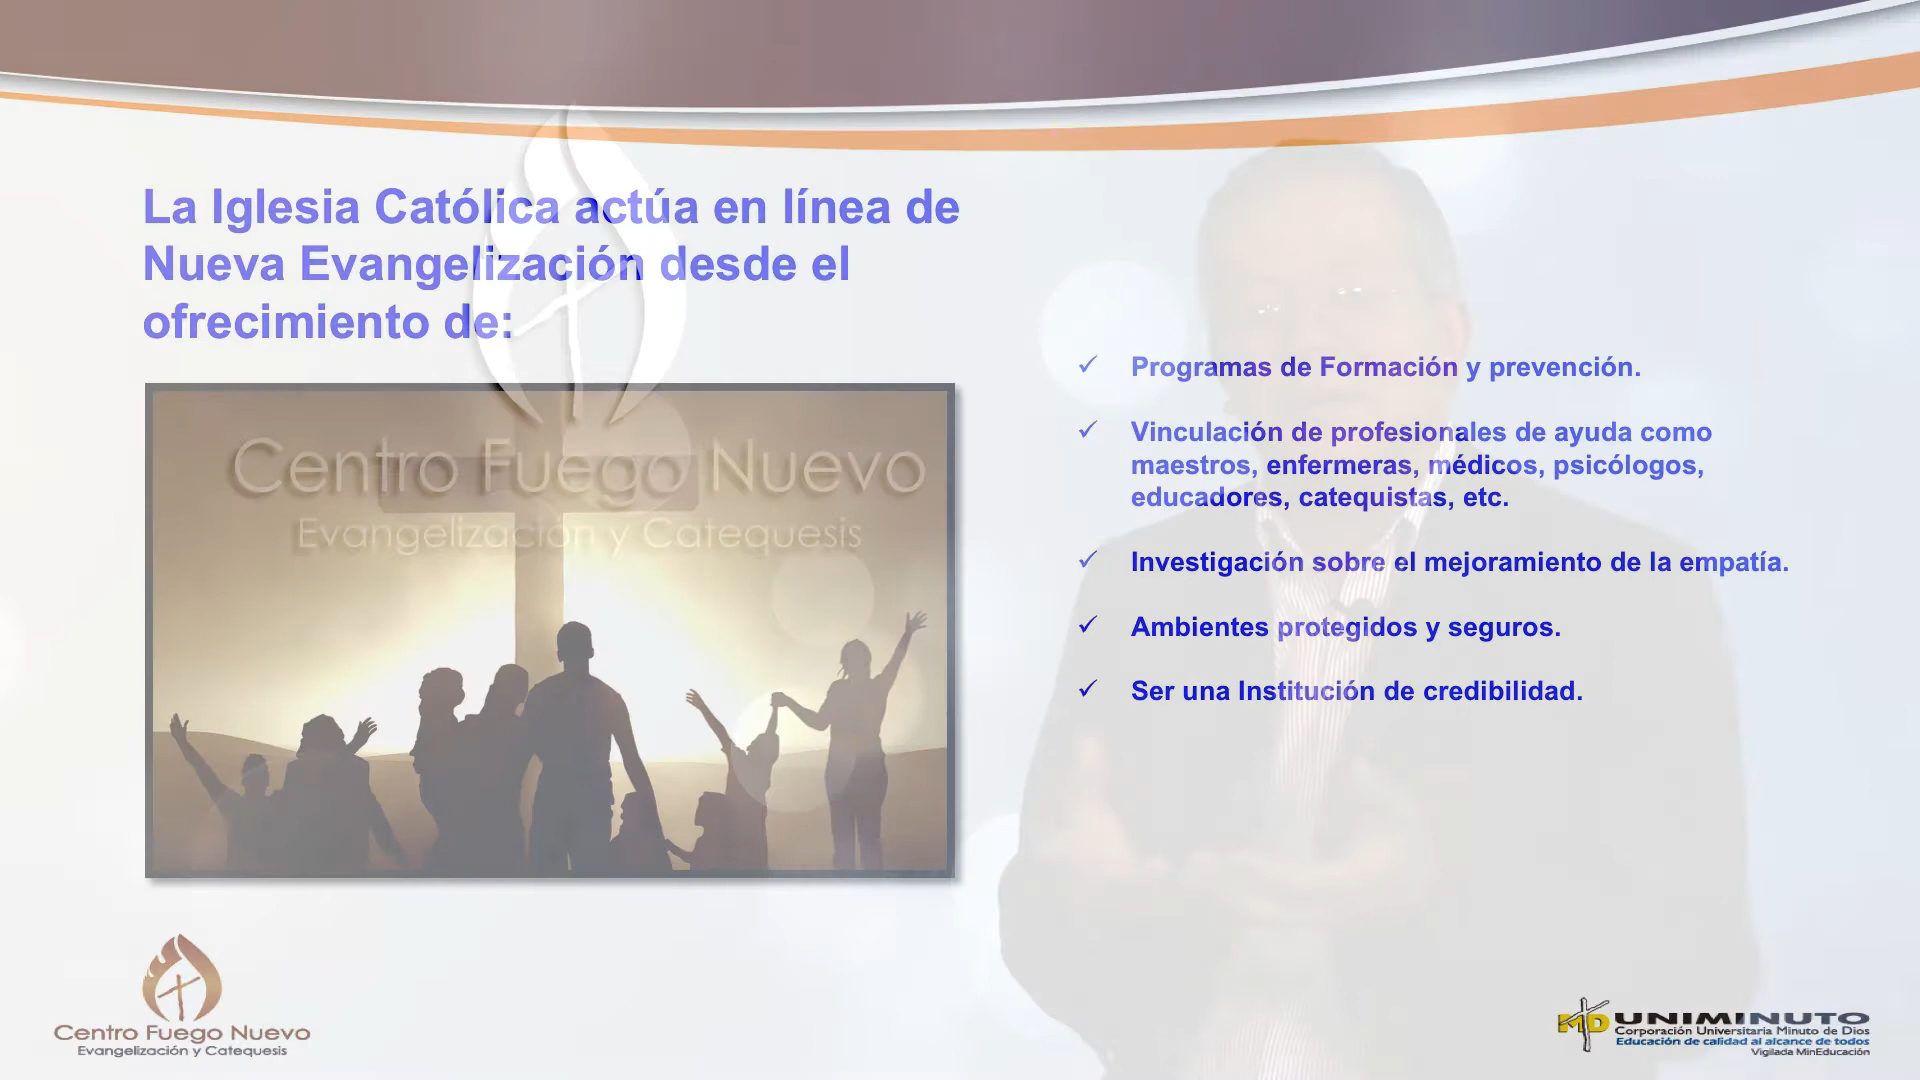 La Iglesia Católica actúa en línea de
Nueva Evangelización desde el
ofrecimiento de:
Centro Fuego Nuevo
Evangelización y Catequesis
✓ Programas de Formación y prevención.
✓ Vinculación de profesionales de ayuda como
maestros, enfermeras, médicos, psicólogos,
educadores, catequistas, etc.
✓ Investigación sobre el mejoramiento de la empatía.
✓ Ambientes protegidos y seguros.
✓ Ser una Institución de credibilidad.
Centro Fuego Nuevo
Evangelización y Catequesis
MD UNIMINUTO
Corporación Universitaria Minuto de Dios
Educación de calidad al alcance de todos
Vigilada MinEducación